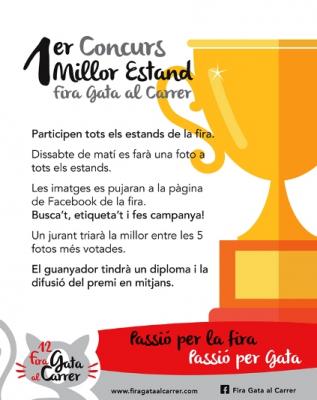 1er Concurs
Millor Estand
fira Gata al Carrer
Participen tots els estands de la fira.
Dissabte de matí es farà una foto a
tots els estands.
Les imatges es pujaran a la pàgina
de Facebook de la fira.
Busca't, etiqueta't i fes campanya!
Un jurant triarà la millor entre les 5
fotos més votades.
El guanyador tindrà un diploma i la
difusió del premi en mitjans.
12
Fira Gata
al Carrer
Passió per la fira
Passió per Gata
www.firagataalcarrer.com
Fira Gata al Carrer